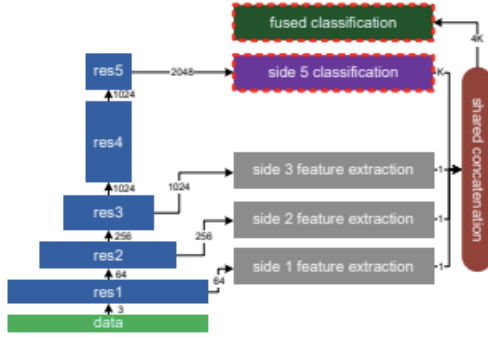 fused classification
4K
res5
2048
side 5 classification
K
1024
res4
shared concatenation
1024
side 3 feature extraction
1
1024
res3
256
side 2 feature extraction
1
256
res2
64
side 1 feature extraction
1
64
res1
3
data